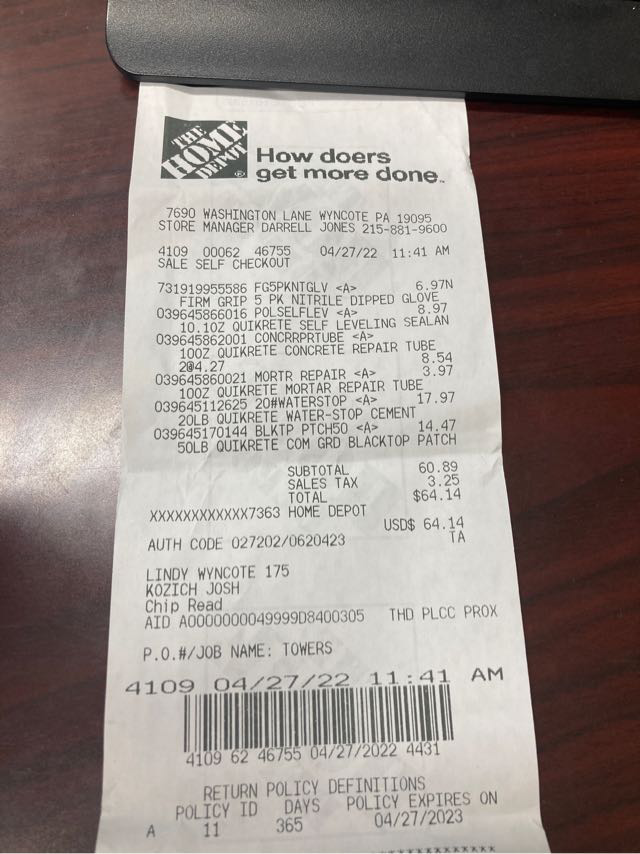 THE
HOME
DEPOT
®
How doers
get more done.™
7690 WASHINGTON LANE WYNCOTE PA 19095
STORE MANAGER DARRELL JONES 215-881-9600
4109 00062 46755 04/27/22 11:41 AM
SALE SELF CHECKOUT
731919955586 FG5PKNTGLV <A> 6.97N
FIRM GRIP 5 PK NITRILE DIPPED GLOVE
039645866016 POLSELFLEV <A> 8.97
10.1OZ QUIKRETE SELF LEVELING SEALAN
039645862001 CONCRRPRTUBE <A>
10OZ QUIKRETE CONCRETE REPAIR TUBE
2@4.27 8.54
039645860021 MORTR REPAIR <A> 3.97
10OZ QUIKRETE MORTAR REPAIR TUBE
039645112625 20#WATERSTOP <A> 17.97
20LB QUIKRETE WATER-STOP CEMENT
039645170144 BLKTP PTCH50 <A> 14.47
50LB QUIKRETE COM GRD BLACKTOP PATCH
SUBTOTAL 60.89
SALES TAX 3.25
TOTAL $64.14
XXXXXXXXXXXX7363 HOME DEPOT
USD$ 64.14
AUTH CODE 027202/0620423 TA
LINDY WYNCOTE 175
KOZICH JOSH
Chip Read
AID A0000000049999D8400305 THD PLCC PROX
P.O.#/JOB NAME: TOWERS
4109 04/27/22 11:41 AM
4109 62 46755 04/27/2022 4431
RETURN POLICY DEFINITIONS
POLICY ID DAYS POLICY EXPIRES ON
A 11 365 04/27/2023